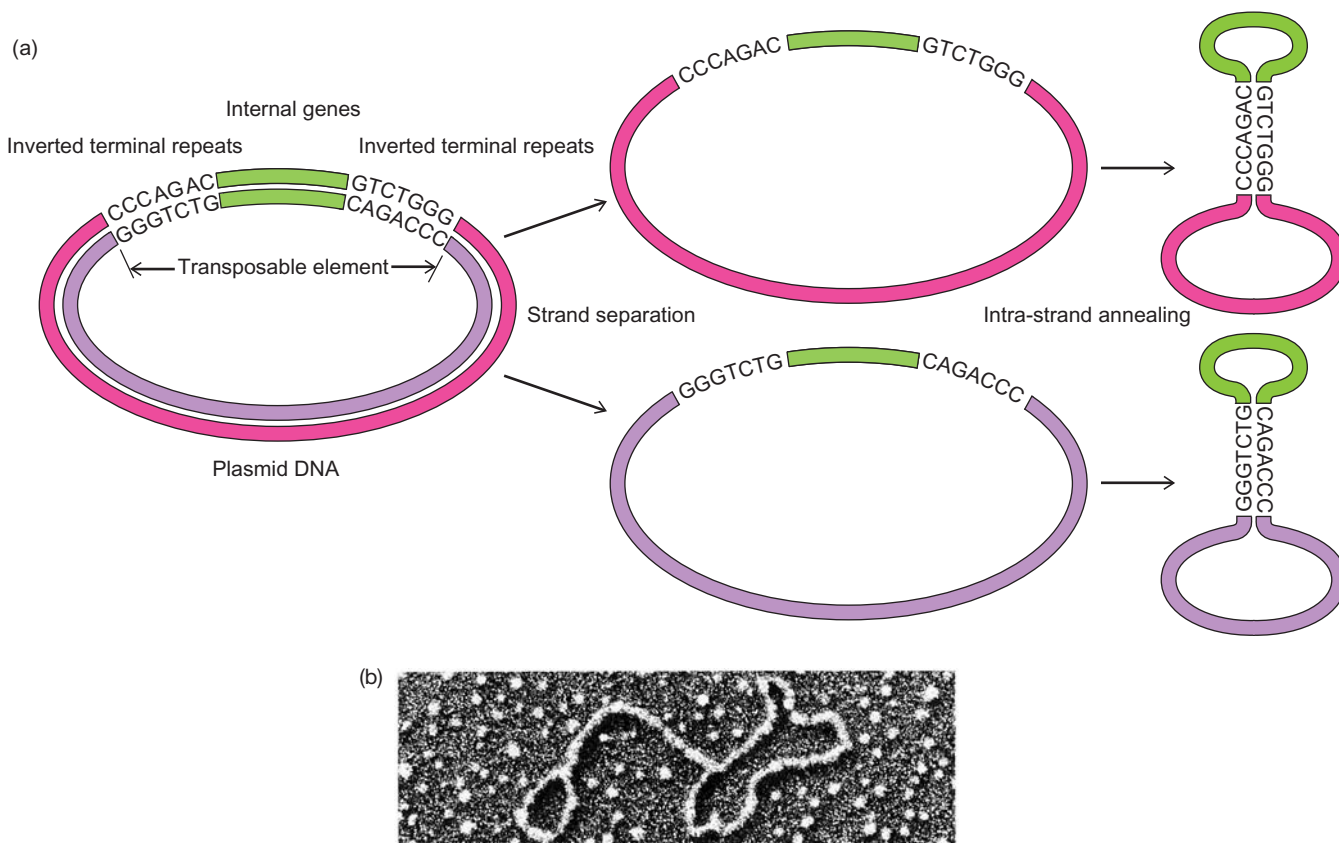 (a)
Internal genes
Inverted terminal repeats
Inverted terminal repeats
CCCAGAC
GTCTGGG
GGGTCTG
CAGACCC
Transposable element
Plasmid DNA
CCCAGAC
GTCTGGG
Strand separation
GGGTCTG
CAGACCC
CCCAGAC
GTCTGGG
Intra-strand annealing
GGGTCTG
CAGACCC
(b)